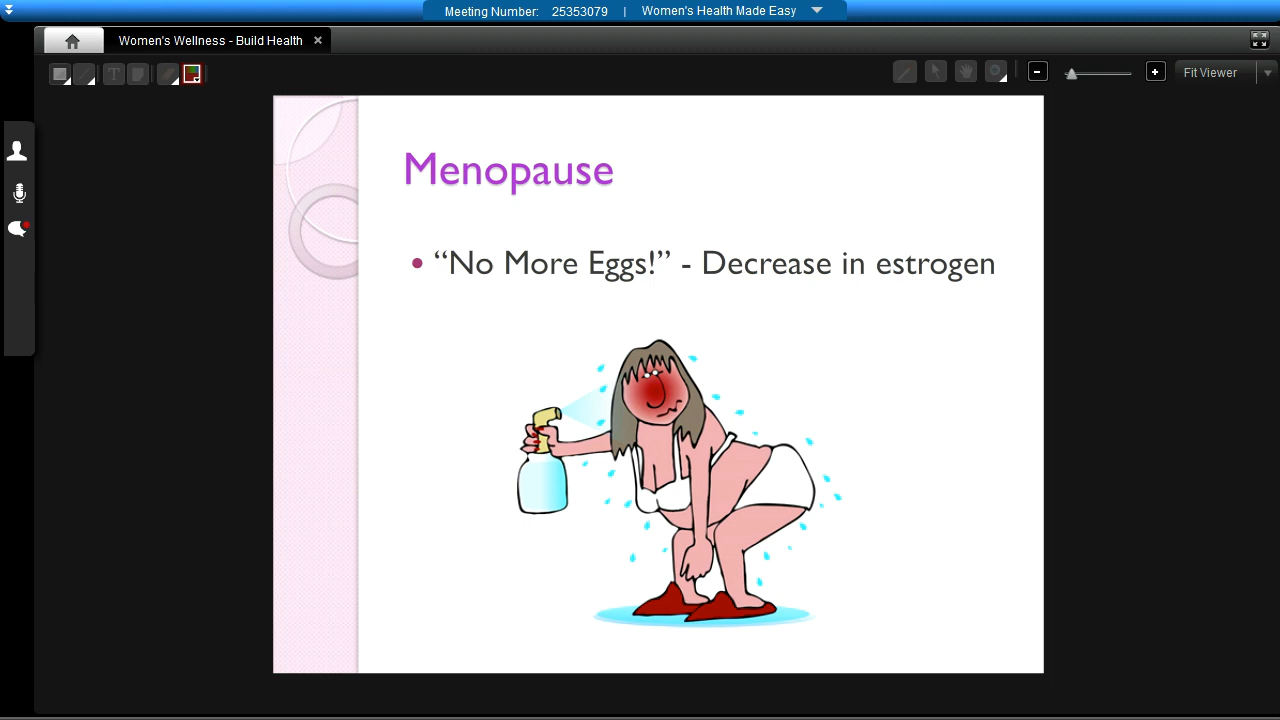 Meeting Number: 25353079 | Women's Health Made Easy
Women's Wellness - Build Health
T
Fit Viewer
Menopause
• “No More Eggs!” - Decrease in estrogen